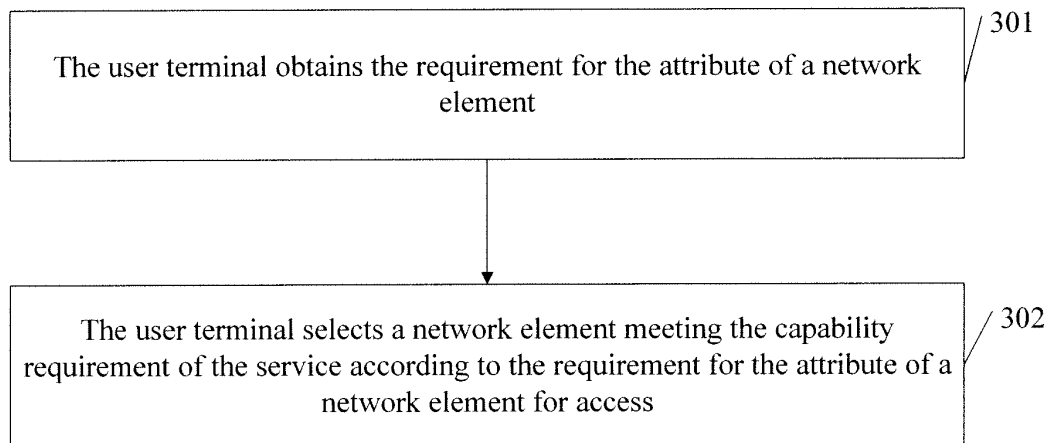 301
The user terminal obtains the requirement for the attribute of a network
element
302
The user terminal selects a network element meeting the capability
requirement of the service according to the requirement for the attribute of a
network element for access